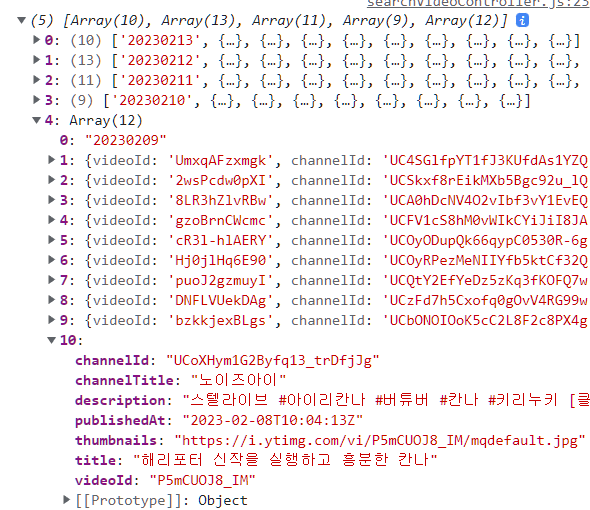 searchVideoController.js:23
(5) [Array(10), Array(13), Array(11), Array(9), Array(12)]
0: (10) ['20230213', {…}, {…}, {…}, {…}, {…}, {…}, {…}, {…}, {…}]
1: (13) ['20230212', {…}, {…}, {…}, {…}, {…}, {…}, {…}, {…}, {…},
2: (11) ['20230211', {…}, {…}, {…}, {…}, {…}, {…}, {…}, {…}, {…},
3: (9) ['20230210', {…}, {…}, {…}, {…}, {…}, {…}, {…}, {…}]
4: Array(12)
0: "20230209"
1: {videoId: 'UmxqAFzxmgk', channelId: 'UC4SGlfpYT1fJ3KUfdAs1YZQ
2: {videoId: '2wsPcdw0pXI', channelId: 'UCSkxf8rEikMXb5Bgc92u_lQ
3: {videoId: '8LR3hZlvRBw', channelId: 'UCA0hDcNV4O2vIbf3vY1EvEQ
4: {videoId: 'gzoBrnCWcmc', channelId: 'UCFV1cS8hM0vWIkCYiJiI8JA
5: {videoId: 'cR3l-hlAERY', channelId: 'UCOyODupQk66qypC0530R-6g
6: {videoId: 'Hj0jlHq6E90', channelId: 'UCOyRPezMeNIIYfb5ktCf32Q
7: {videoId: 'puoJ2gzmuyI', channelId: 'UCQtY2EfYeDz5zKq3fKOFQ7w
8: {videoId: 'DNFLVUekDAg', channelId: 'UCzFd7h5Cxofq0gOvV4RG99w
9: {videoId: 'bzkkjexBLgs', channelId: 'UCbONOIOoK5cC2L8F2c8PX4g
10:
channelId: "UCoXHym1G2Byfq13_trDfjJg"
channelTitle: "노이즈아이"
description: "스텔라이브 #아이리칸나 #버튜버 #칸나 #키리누키 [클
publishedAt: "2023-02-08T10:04:13Z"
thumbnails: "https://i.ytimg.com/vi/P5mCUOJ8_IM/mqdefault.jpg"
title: "해리포터 신작을 실행하고 흥분한 칸나"
videoId: "P5mCUOJ8_IM"
[[Prototype]]: Object